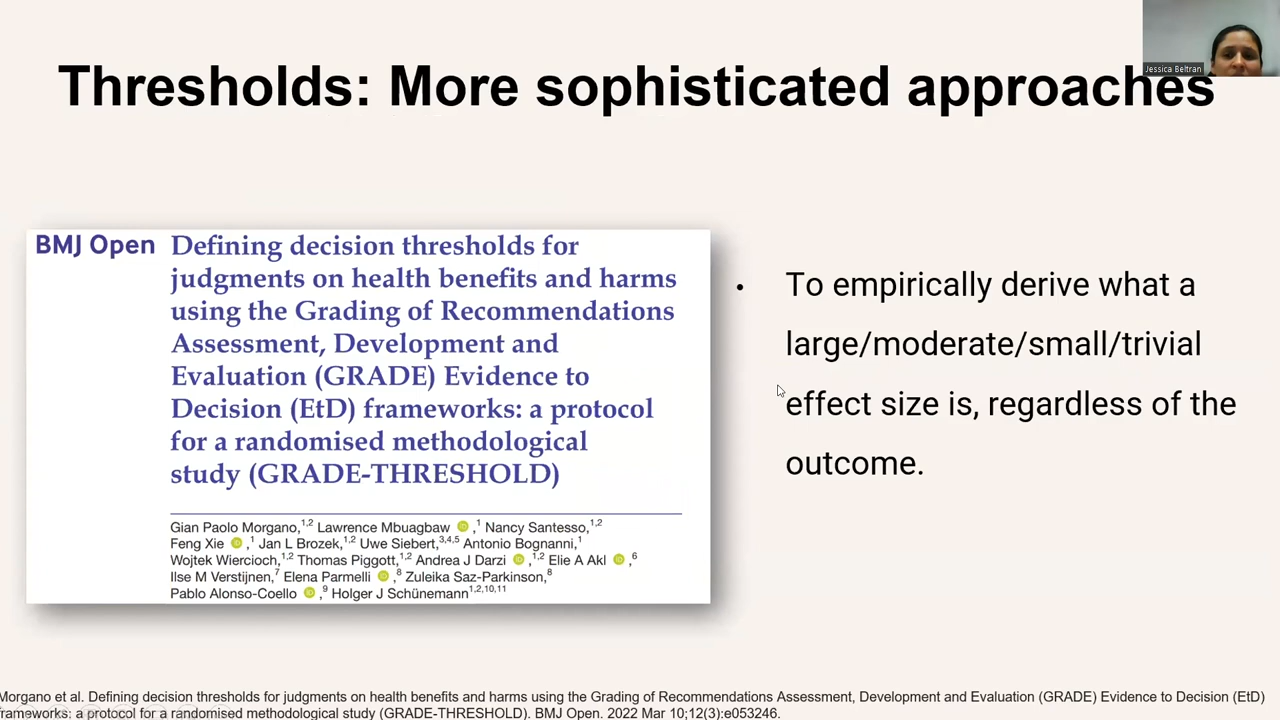 Thresholds: More sophisticated approaches
Jessica Beltran
BMJ Open
Defining decision thresholds for
judgments on health benefits and harms
using the Grading of Recommendations
Assessment, Development and
Evaluation (GRADE) Evidence to
Decision (EtD) frameworks: a protocol
for a randomised methodological
study (GRADE-THRESHOLD)
Gian Paolo Morgano,1,2 Lawrence Mbuagbaw ,1 Nancy Santesso,1,2
Feng Xie ,1 Jan L Brozek,1,2 Uwe Siebert,3,4,5 Antonio Bognanni,1
Wojtek Wiercioch,1,2 Thomas Piggott,1,2 Andrea J Darzi ,1,2 Elie A Akl ,6
Ilse M Verstijnen,7 Elena Parmelli ,8 Zuleika Saz-Parkinson,8
Pablo Alonso-Coello ,9 Holger J Schünemann1,2,10,11
• To empirically derive what a
large/moderate/small/trivial
effect size is, regardless of the
outcome.
Morgano et al. Defining decision thresholds for judgments on health benefits and harms using the Grading of Recommendations Assessment, Development and Evaluation (GRADE) Evidence to Decision (EtD)
frameworks: a protocol for a randomised methodological study (GRADE-THRESHOLD). BMJ Open. 2022 Mar 10;12(3):e053246.